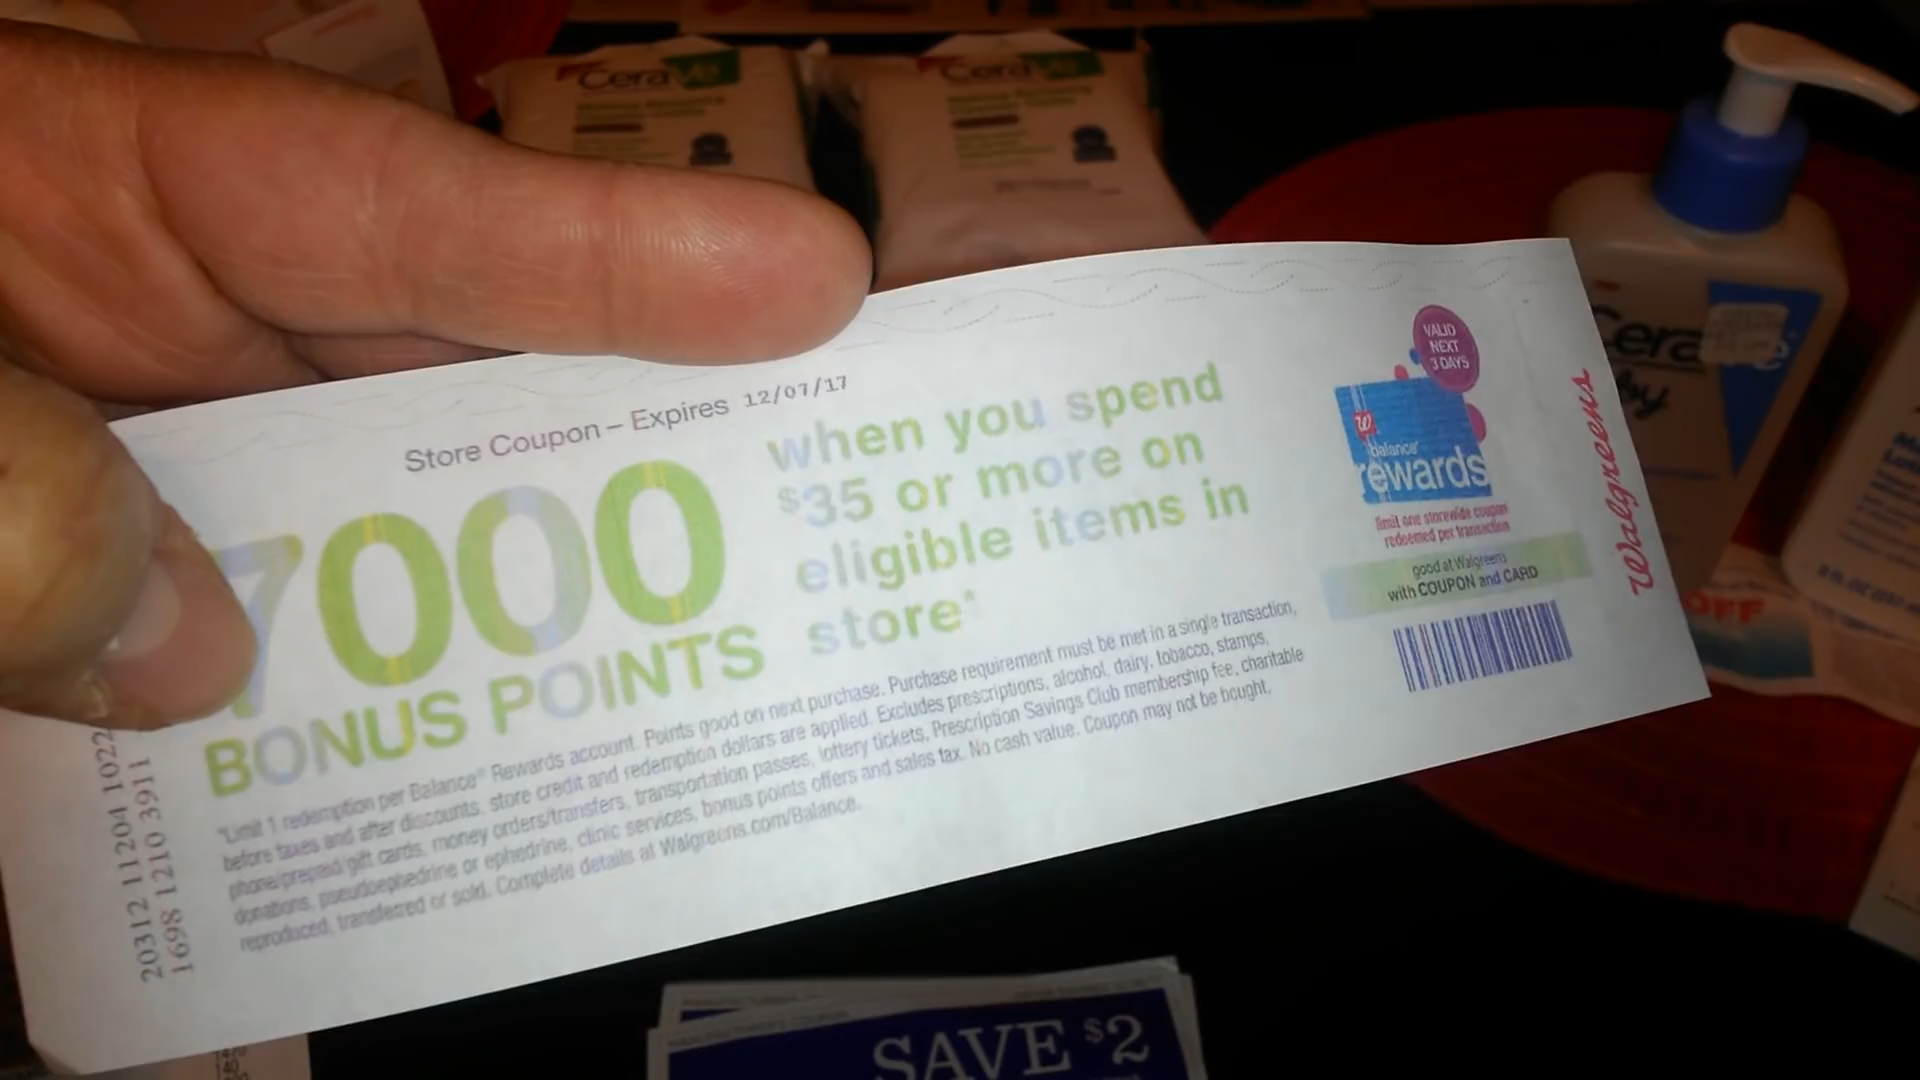 CeraVe
CeraVe
Store Coupon – Expires 12/07/17
7000
BONUS POINTS
when you spend
$35 or more on
eligible items in
store*
VALID
NEXT
3 DAYS
balance®
rewards
limit one storewide coupon
redeemed per transaction
good at Walgreens
with COUPON and CARD
Walgreens
*Limit 1 redemption per Balance® Rewards account. Points good on next purchase. Purchase requirement must be met in a single transaction,
before taxes and after discounts, store credit and redemption dollars are applied. Excludes prescriptions, alcohol, dairy, tobacco, stamps,
phone/prepaid/gift cards, money orders/transfers, transportation passes, lottery tickets, Prescription Savings Club membership fee, charitable
donations, pseudoephedrine or ephedrine, clinic services, bonus points offers and sales tax. No cash value. Coupon may not be bought,
reproduced, transferred or sold. Complete details at Walgreens.com/Balance.
20312 11204 1022
1698 1210 3911
OFF
SAVE $2